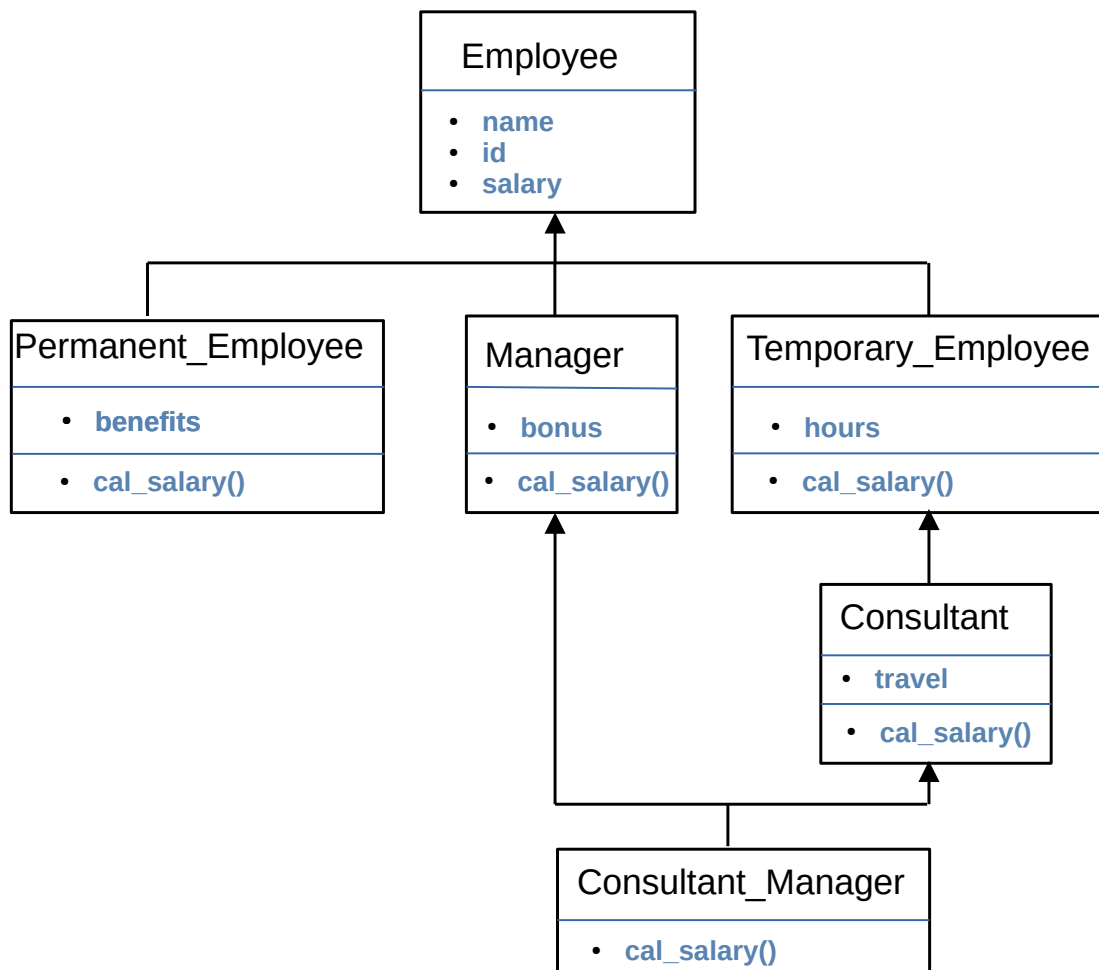 Employee
• name
• id
• salary
Permanent_Employee
• benefits
• cal_salary()
Manager
• bonus
• cal_salary()
Temporary_Employee
• hours
• cal_salary()
Consultant
• travel
• cal_salary()
Consultant_Manager
• cal_salary()